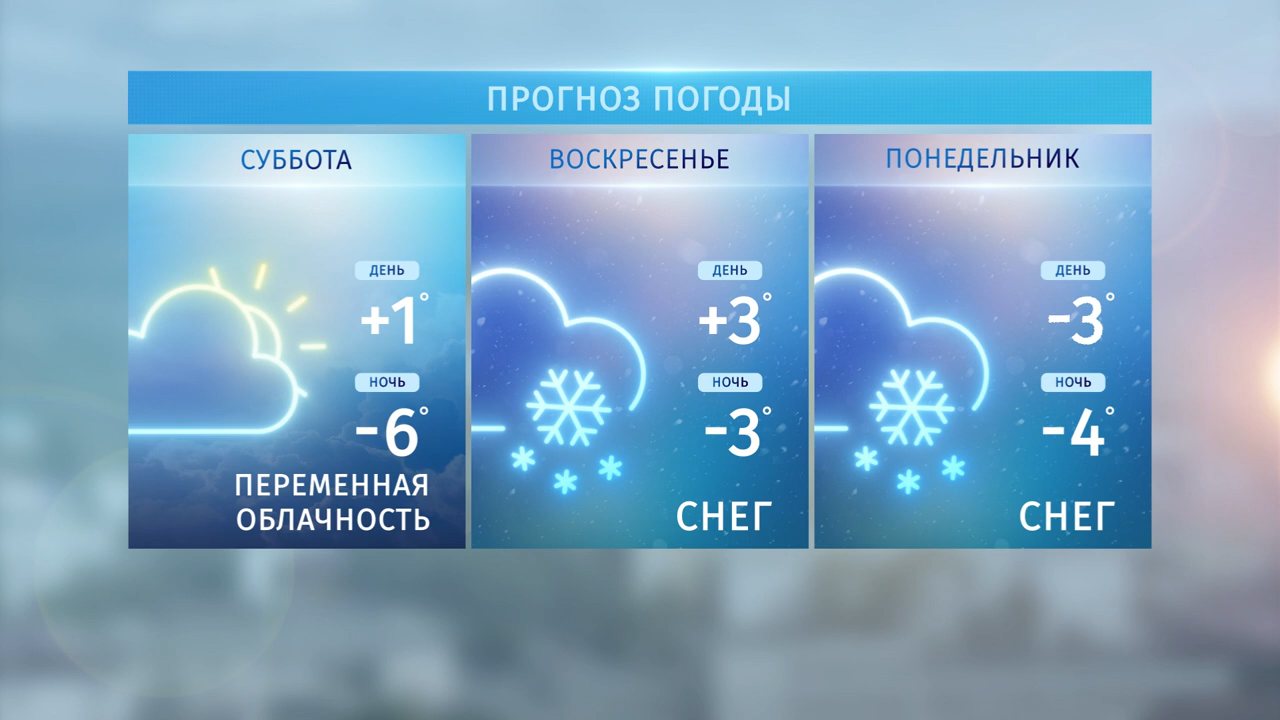 ПРОГНОЗ ПОГОДЫ
СУББОТА
ДЕНЬ
+1°
НОЧЬ
-6°
ПЕРЕМЕННАЯ
ОБЛАЧНОСТЬ
ВОСКРЕСЕНЬЕ
ДЕНЬ
+3°
НОЧЬ
-3°
СНЕГ
ПОНЕДЕЛЬНИК
ДЕНЬ
-3°
НОЧЬ
-4°
СНЕГ